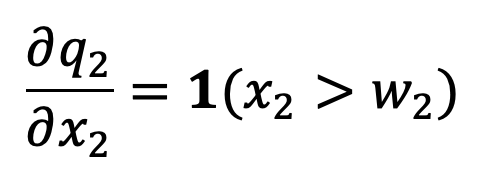 ∂q₂/∂x₂ = 𝟏(x₂ > w₂)